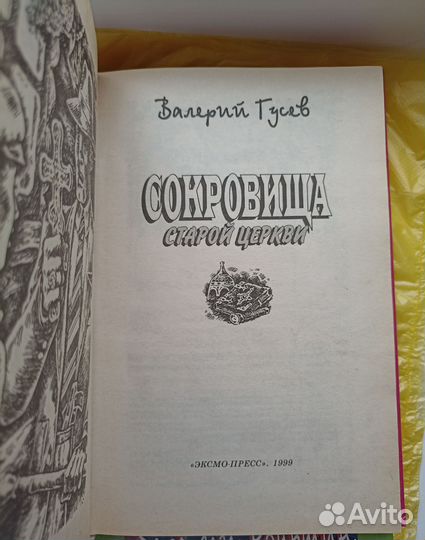 Валерий Гусев
СОКРОВИЩА
СТАРОЙ ЦЕРКВИ
«ЭКСМО-ПРЕСС». 1999
Avito